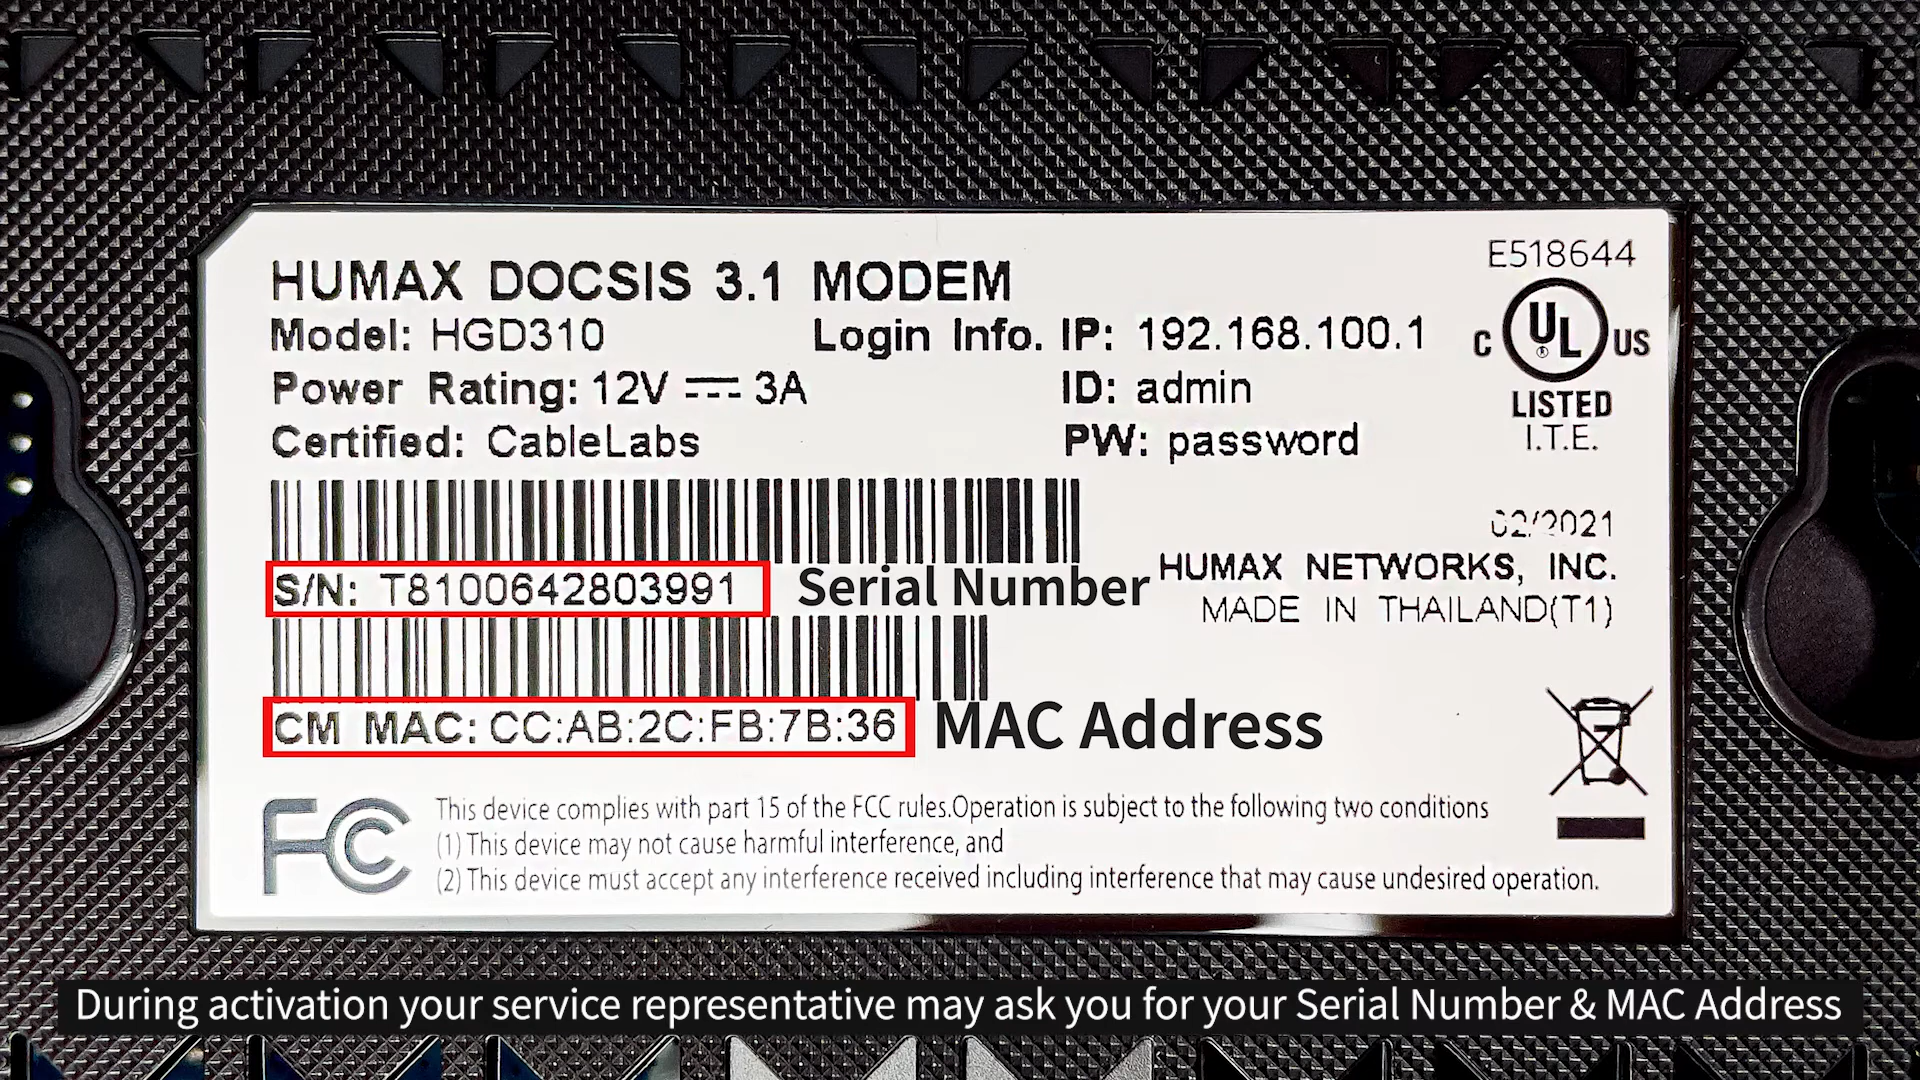 E518644
HUMAX DOCSIS 3.1 MODEM
Model: HGD310 Login Info. IP: 192.168.100.1
C UL ® US
Power Rating: 12V 3A ID: admin
LISTED
I.T.E.
Certified: CableLabs PW: password
02/2021
HUMAX NETWORKS, INC.
S/N: T8100642803991 Serial Number
MADE IN THAILAND(T1)
CM MAC: CC:AB:2C:FB:7B:36 MAC Address
FC This device complies with part 15 of the FCC rules.Operation is subject to the following two conditions
(1) This device may not cause harmful interference, and
(2) This device must accept any interference received including interference that may cause undesired operation.
During activation your service representative may ask you for your Serial Number & MAC Address